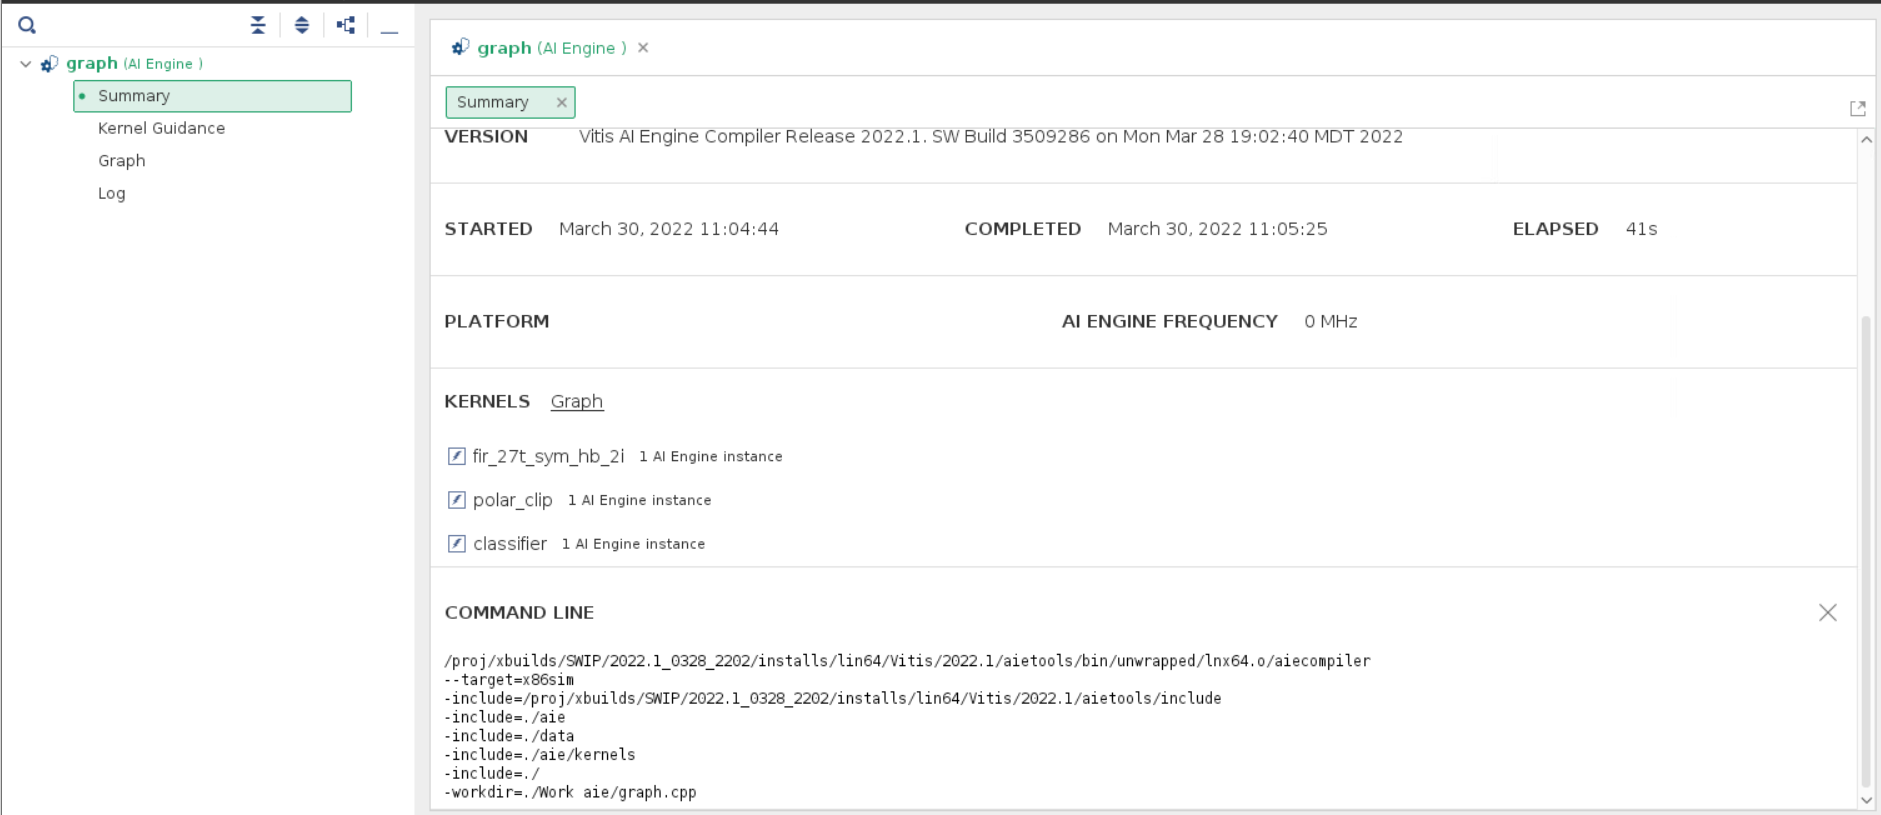 graph (AI Engine )
Summary
Kernel Guidance
Graph
Log
graph (AI Engine )
Summary
VERSION Vitis AI Engine Compiler Release 2022.1. SW Build 3509286 on Mon Mar 28 19:02:40 MDT 2022
STARTED March 30, 2022 11:04:44 COMPLETED March 30, 2022 11:05:25 ELAPSED 41s
PLATFORM AI ENGINE FREQUENCY 0 MHz
KERNELS Graph
fir_27t_sym_hb_2i 1 AI Engine instance
polar_clip 1 AI Engine instance
classifier 1 AI Engine instance
COMMAND LINE
/proj/xbuilds/SWIP/2022.1_0328_2202/installs/lin64/Vitis/2022.1/aietools/bin/unwrapped/lnx64.o/aiecompiler
--target=x86sim
-include=/proj/xbuilds/SWIP/2022.1_0328_2202/installs/lin64/Vitis/2022.1/aietools/include
-include=./aie
-include=./data
-include=./aie/kernels
-include=./
-workdir=./Work aie/graph.cpp